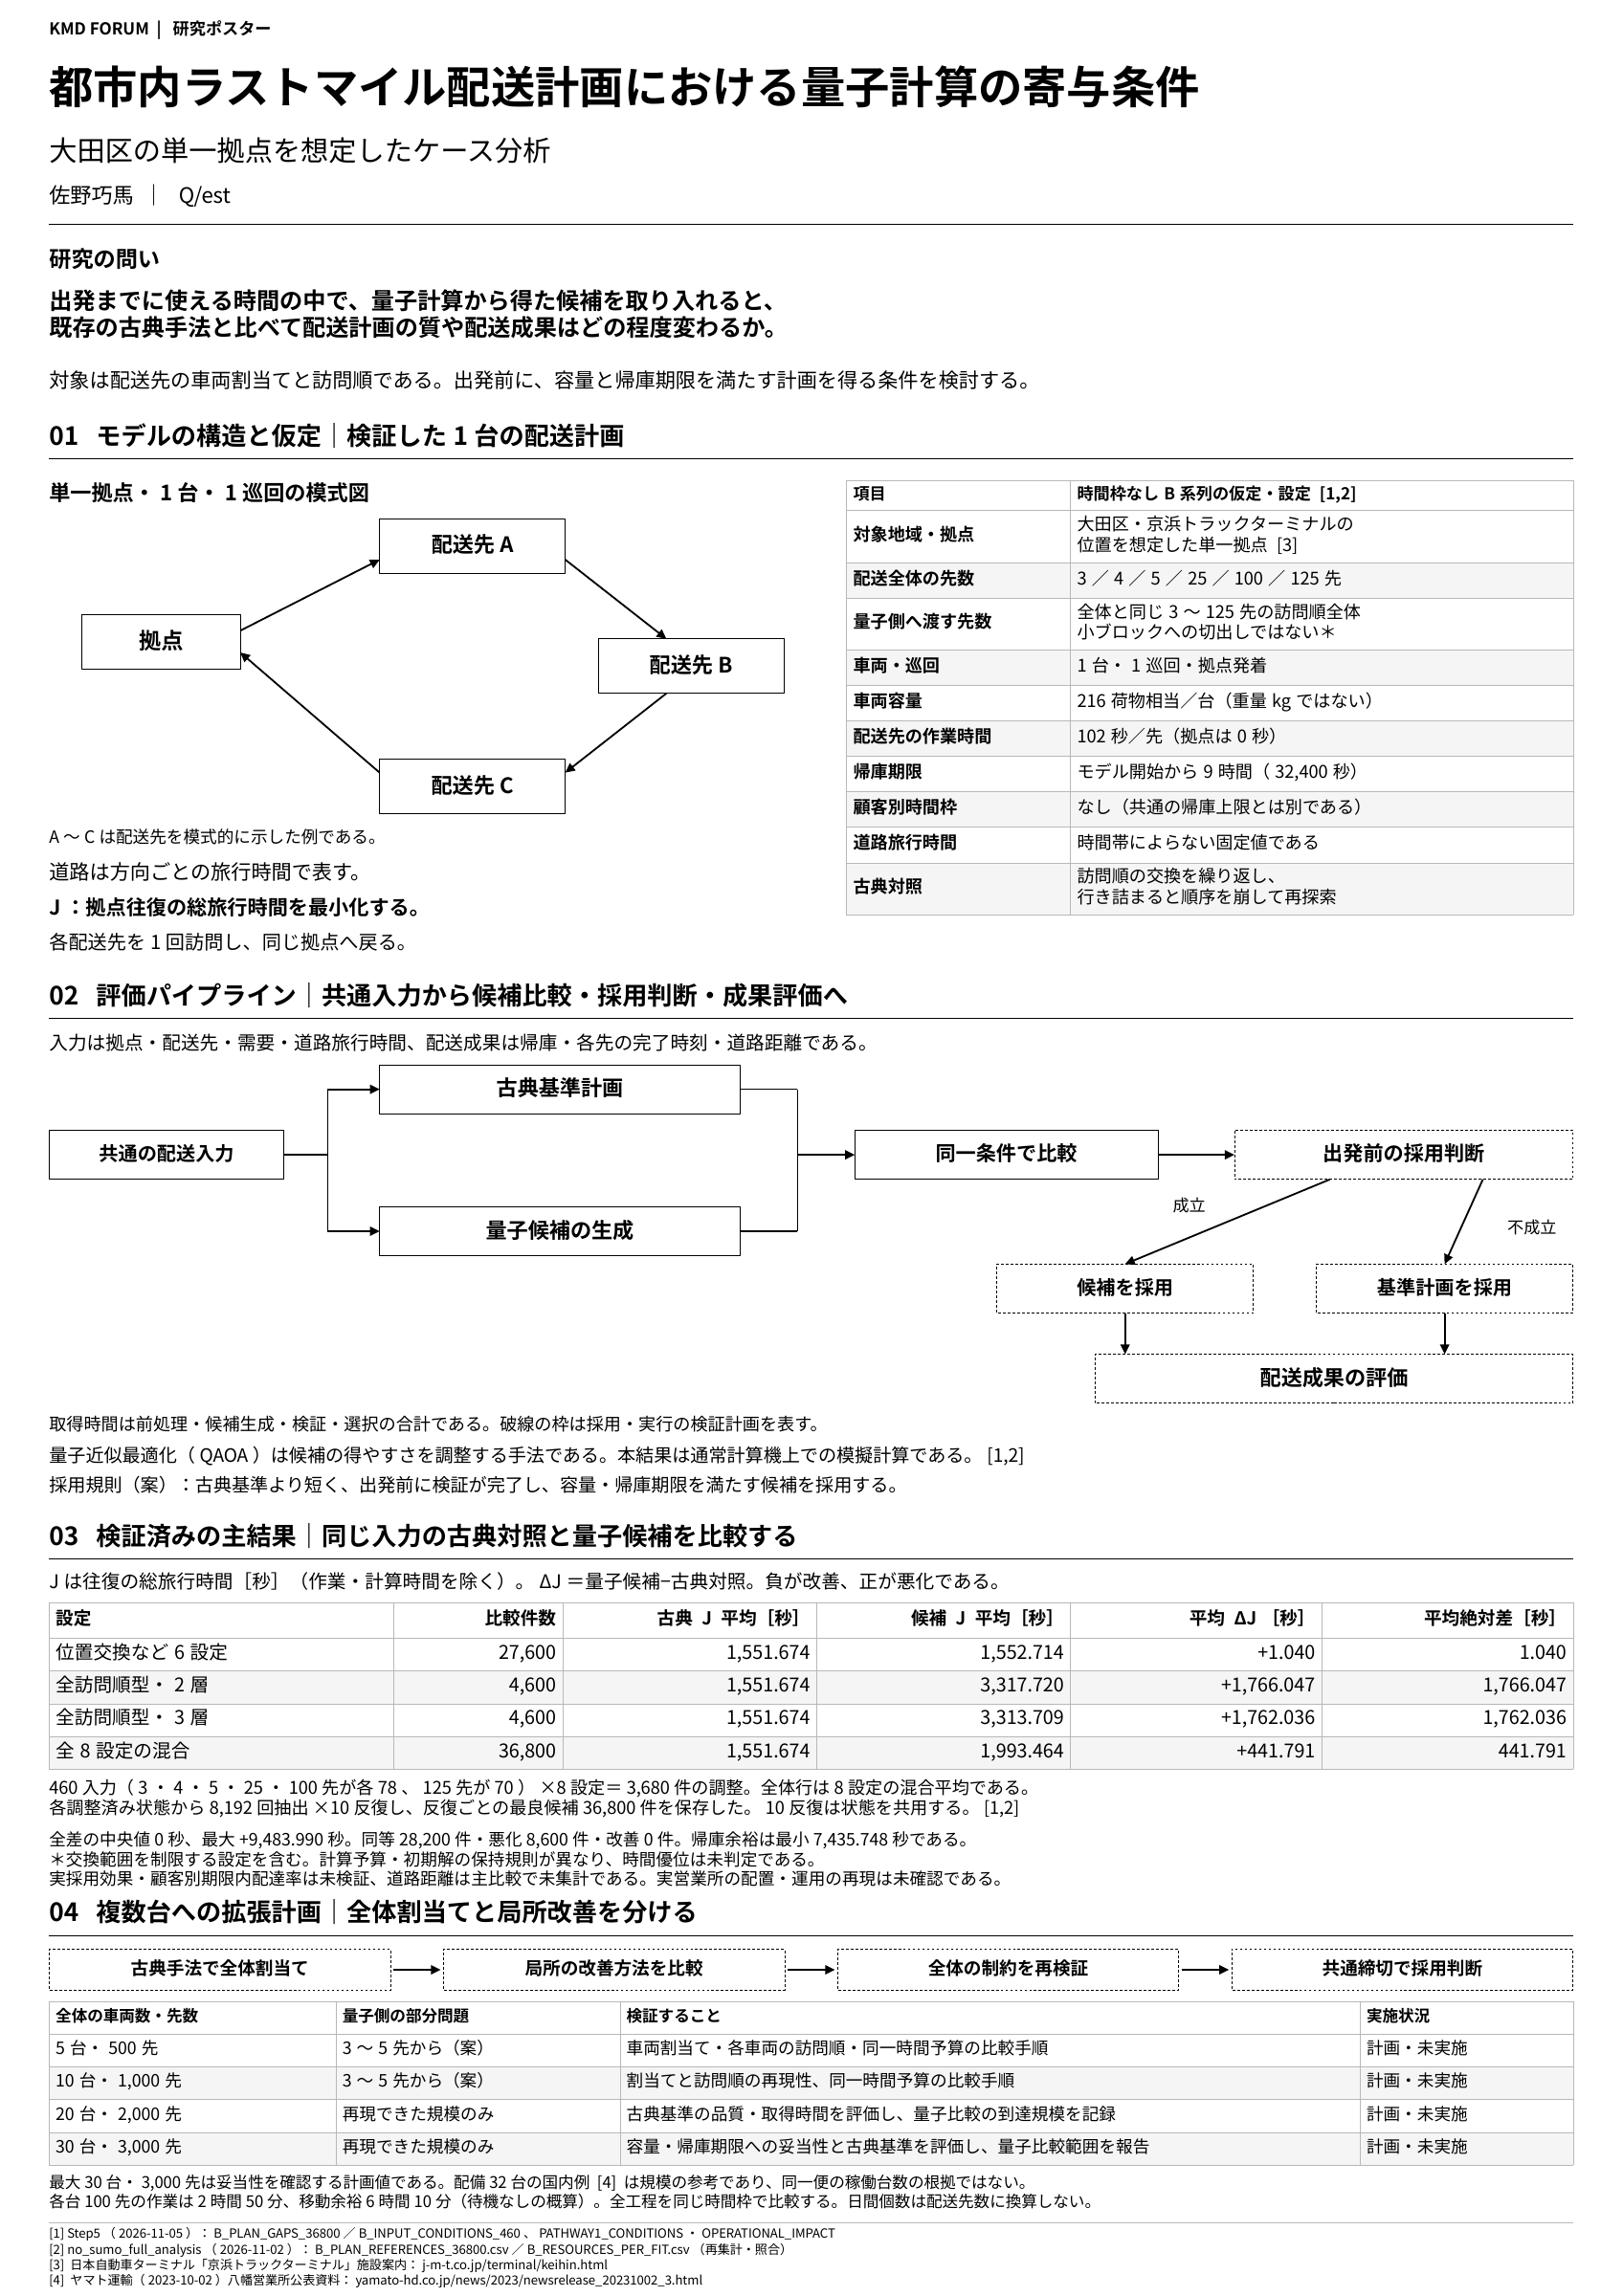 KMD FORUM｜ 研究ポスター
都市内ラストマイル配送計画における量子計算の寄与条件
大田区の単一拠点を想定したケース分析
佐野巧馬 ｜ Q/est
研究の問い
出発までに使える時間の中で、量子計算から得た候補を取り入れると、
既存の古典手法と比べて配送計画の質や配送成果はどの程度変わるか。
対象は配送先の車両割当てと訪問順である。出発前に、容量と帰庫期限を満たす計画を得る条件を検討する。
01 モデルの構造と仮定｜検証した 1 台の配送計画
単一拠点・ 1 台・ 1 巡回の模式図
配送先 A
拠点
配送先 B
配送先 C
A ～ C は配送先を模式的に示した例である。
道路は方向ごとの旅行時間で表す。
J ：拠点往復の総旅行時間を最小化する。
各配送先を 1 回訪問し、同じ拠点へ戻る。
項目 時間枠なし B 系列の仮定・設定 [1,2]
対象地域・拠点 大田区・京浜トラックターミナルの
位置を想定した単一拠点 [3]
配送全体の先数 3 ／ 4 ／ 5 ／ 25 ／ 100 ／ 125 先
量子側へ渡す先数 全体と同じ 3 ～ 125 先の訪問順全体
小ブロックへの切出しではない＊
車両・巡回 1 台・ 1 巡回・拠点発着
車両容量 216 荷物相当／台（重量 kg ではない）
配送先の作業時間 102 秒／先（拠点は 0 秒）
帰庫期限 モデル開始から 9 時間（ 32,400 秒）
顧客別時間枠 なし（共通の帰庫上限とは別である）
道路旅行時間 時間帯によらない固定値である
古典対照 訪問順の交換を繰り返し、
行き詰まると順序を崩して再探索
02 評価パイプライン｜共通入力から候補比較・採用判断・成果評価へ
入力は拠点・配送先・需要・道路旅行時間、配送成果は帰庫・各先の完了時刻・道路距離である。
古典基準計画
共通の配送入力
同一条件で比較
出発前の採用判断
量子候補の生成
成立
不成立
候補を採用
基準計画を採用
配送成果の評価
取得時間は前処理・候補生成・検証・選択の合計である。破線の枠は採用・実行の検証計画を表す。
量子近似最適化（ QAOA ）は候補の得やすさを調整する手法である。本結果は通常計算機上での模擬計算である。 [1,2]
採用規則（案）：古典基準より短く、出発前に検証が完了し、容量・帰庫期限を満たす候補を採用する。
03 検証済みの主結果｜同じ入力の古典対照と量子候補を比較する
J は往復の総旅行時間［秒］（作業・計算時間を除く）。 ΔJ ＝量子候補−古典対照。負が改善、正が悪化である。
設定 比較件数 古典 J 平均［秒］ 候補 J 平均［秒］ 平均 ΔJ ［秒］ 平均絶対差［秒］
位置交換など 6 設定 27,600 1,551.674 1,552.714 +1.040 1.040
全訪問順型・ 2 層 4,600 1,551.674 3,317.720 +1,766.047 1,766.047
全訪問順型・ 3 層 4,600 1,551.674 3,313.709 +1,762.036 1,762.036
全 8 設定の混合 36,800 1,551.674 1,993.464 +441.791 441.791
460 入力（ 3 ・ 4 ・ 5 ・ 25 ・ 100 先が各 78 、 125 先が 70 ） ×8 設定＝ 3,680 件の調整。全体行は 8 設定の混合平均である。
各調整済み状態から 8,192 回抽出 ×10 反復し、反復ごとの最良候補 36,800 件を保存した。 10 反復は状態を共用する。 [1,2]
全差の中央値 0 秒、最大 +9,483.990 秒。同等 28,200 件・悪化 8,600 件・改善 0 件。帰庫余裕は最小 7,435.748 秒である。
＊交換範囲を制限する設定を含む。計算予算・初期解の保持規則が異なり、時間優位は未判定である。
実採用効果・顧客別期限内配達率は未検証、道路距離は主比較で未集計である。実営業所の配置・運用の再現は未確認である。
04 複数台への拡張計画｜全体割当てと局所改善を分ける
古典手法で全体割当て 局所の改善方法を比較 全体の制約を再検証 共通締切で採用判断
全体の車両数・先数 量子側の部分問題 検証すること 実施状況
5 台・ 500 先 3 ～ 5 先から（案） 車両割当て・各車両の訪問順・同一時間予算の比較手順 計画・未実施
10 台・ 1,000 先 3 ～ 5 先から（案） 割当てと訪問順の再現性、同一時間予算の比較手順 計画・未実施
20 台・ 2,000 先 再現できた規模のみ 古典基準の品質・取得時間を評価し、量子比較の到達規模を記録 計画・未実施
30 台・ 3,000 先 再現できた規模のみ 容量・帰庫期限への妥当性と古典基準を評価し、量子比較範囲を報告 計画・未実施
最大 30 台・ 3,000 先は妥当性を確認する計画値である。配備 32 台の国内例 [4] は規模の参考であり、同一便の稼働台数の根拠ではない。
各台 100 先の作業は 2 時間 50 分、移動余裕 6 時間 10 分（待機なしの概算）。全工程を同じ時間枠で比較する。日間個数は配送先数に換算しない。
[1] Step5 （ 2026-11-05 ）： B_PLAN_GAPS_36800 ／ B_INPUT_CONDITIONS_460 、 PATHWAY1_CONDITIONS ・ OPERATIONAL_IMPACT
[2] no_sumo_full_analysis （ 2026-11-02 ）： B_PLAN_REFERENCES_36800.csv ／ B_RESOURCES_PER_FIT.csv （再集計・照合）
[3] 日本自動車ターミナル「京浜トラックターミナル」施設案内： j-m-t.co.jp/terminal/keihin.html
[4] ヤマト運輸（ 2023-10-02 ）八幡営業所公表資料： yamato-hd.co.jp/news/2023/newsrelease_20231002_3.html